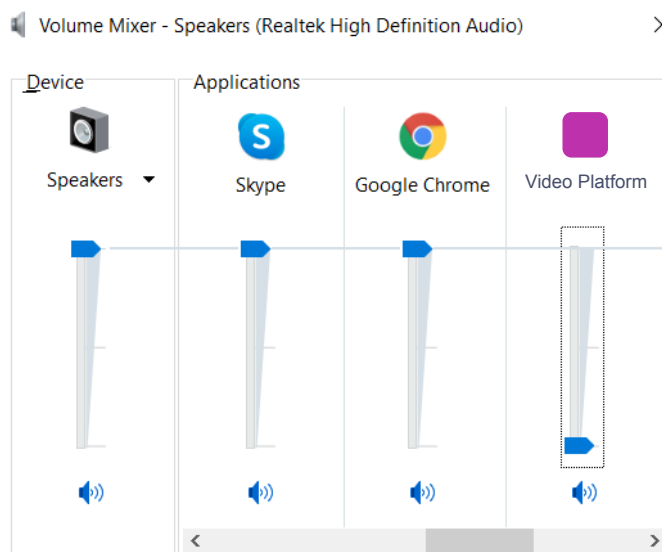 Volume Mixer - Speakers (Realtek High Definition Audio)
Device
Applications
Speakers
Skype
Google Chrome
Video Platform